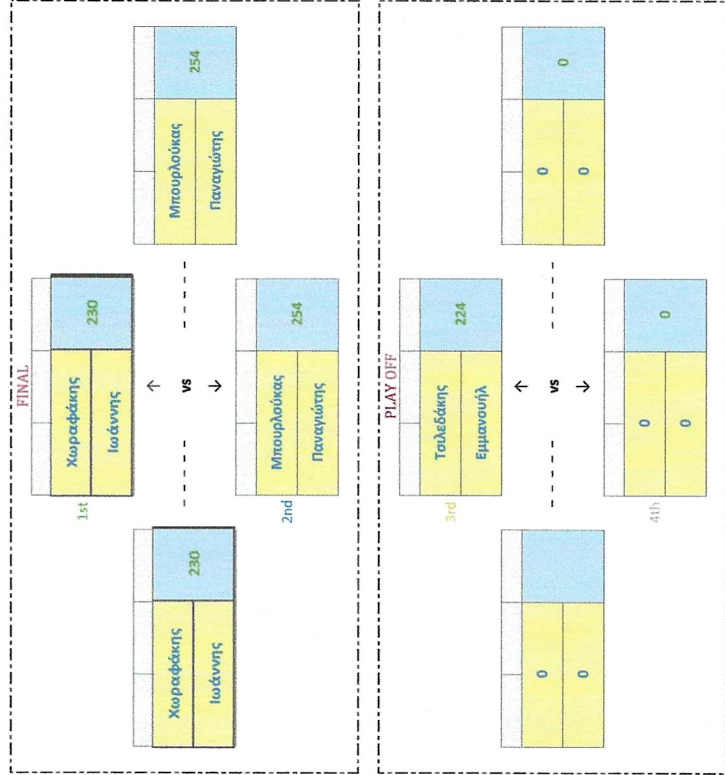 FINAL
1st
Χωραφάκης
Ιωάννης
230
↑
Χωραφάκης
Ιωάννης
230
vs
Μπουρλούκας
Παναγιώτης
254
↓
2nd
Μπουρλούκας
Παναγιώτης
254
PLAY OFF
3rd
Τσιλεδάκης
Εμμανουήλ
224
↑
0
0
vs
0
0
0
↓
4th
0
0
0